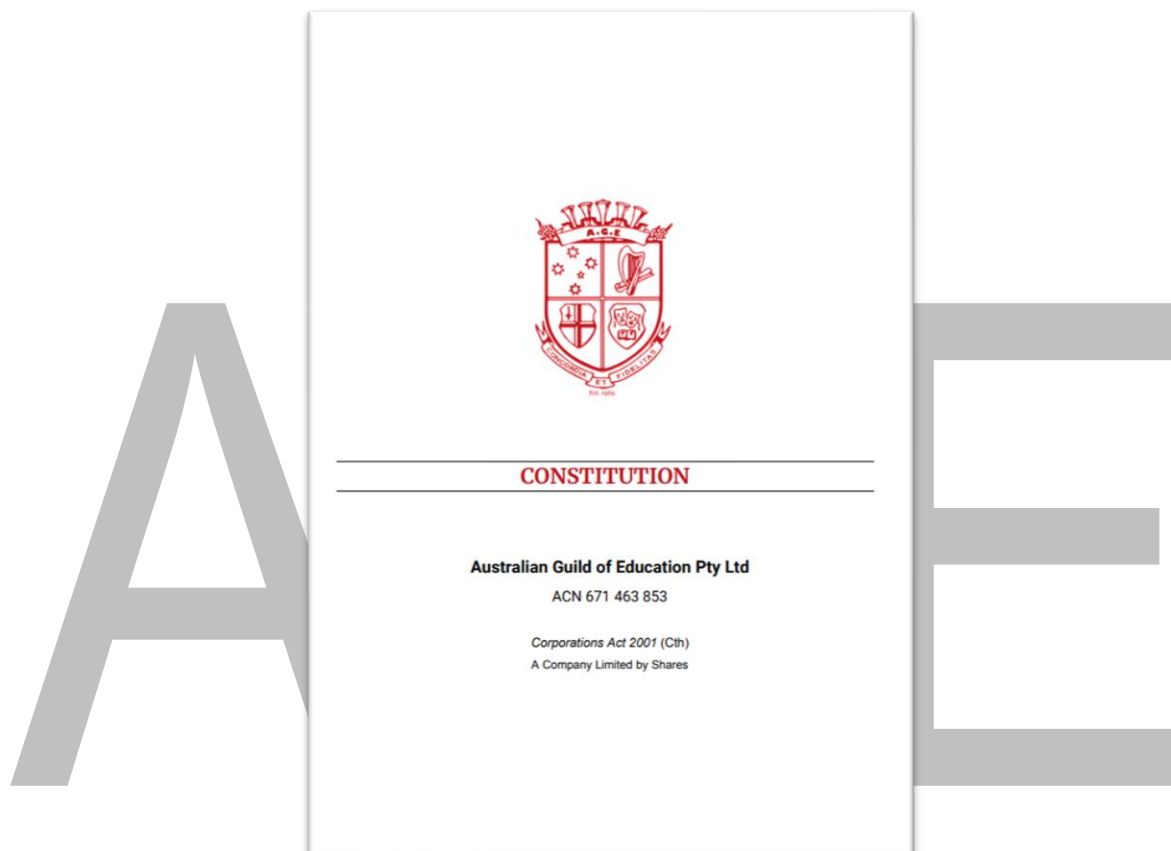 A E
A.G.E
CONCORDIA ET FIDELITAS
CONSTITUTION
Australian Guild of Education Pty Ltd
ACN 671 463 853
Corporations Act 2001 (Cth)
A Company Limited by Shares